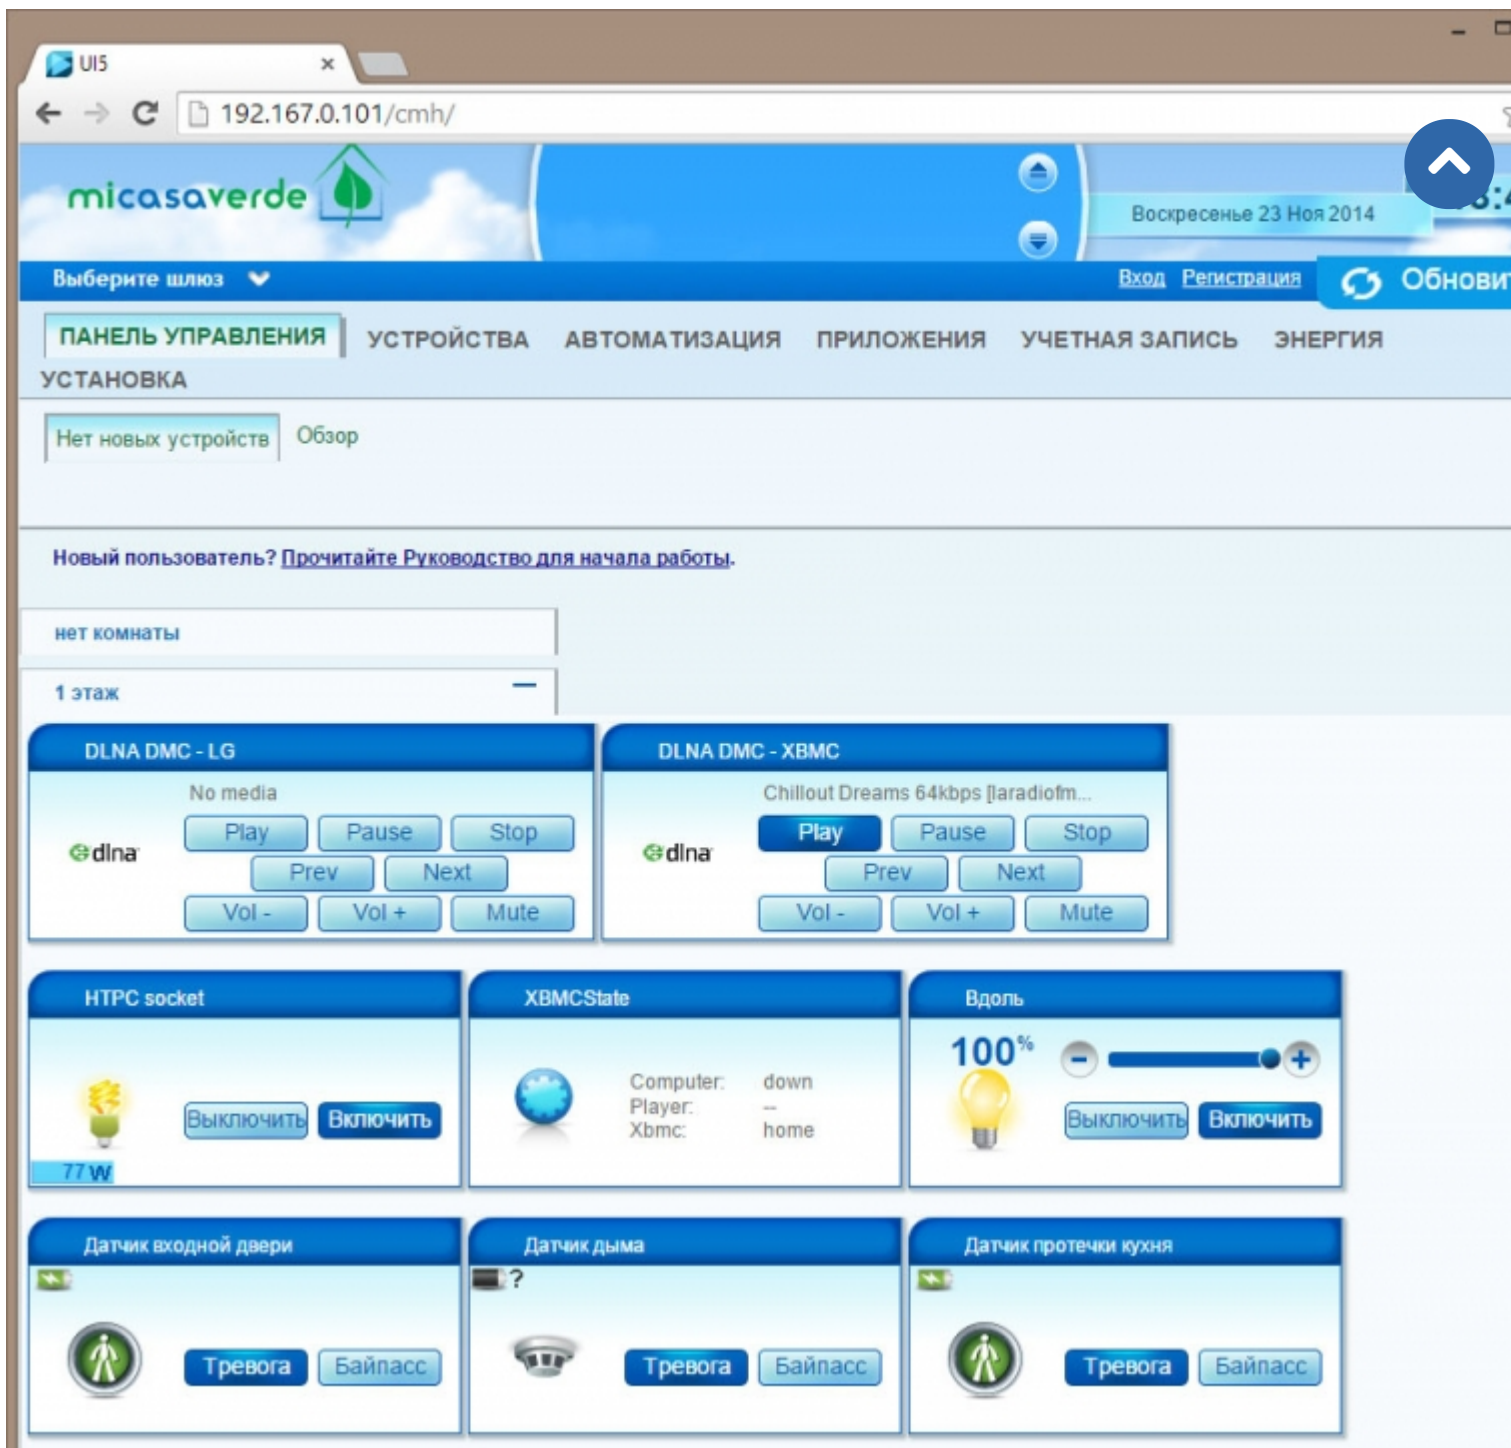 UI5
192.167.0.101/cmh/
micasaverde
Воскресенье 23 Ноя 2014
Выберите шлюз
Вход Регистрация
ПАНЕЛЬ УПРАВЛЕНИЯ УСТРОЙСТВА АВТОМАТИЗАЦИЯ ПРИЛОЖЕНИЯ УЧЕТНАЯ ЗАПИСЬ ЭНЕРГИЯ
УСТАНОВКА
Нет новых устройств Обзор
Новый пользователь? Прочитайте Руководство для начала работы.
нет комнаты
1 этаж
DLNA DMC - LG
No media
dlna
Play Pause Stop
Prev Next
Vol - Vol + Mute
DLNA DMC - XBMC
Chillout Dreams 64kbps [laradiofm...
dlna
Play Pause Stop
Prev Next
Vol - Vol + Mute
HTPC socket
Выключить Включить
77 W
XBMCState
Computer: down
Player: --
Xbmc: home
Вдоль
100%
Выключить Включить
Датчик входной двери
Тревога Байпасс
Датчик дыма
?
Тревога Байпасс
Датчик протечки кухня
Тревога Байпасс